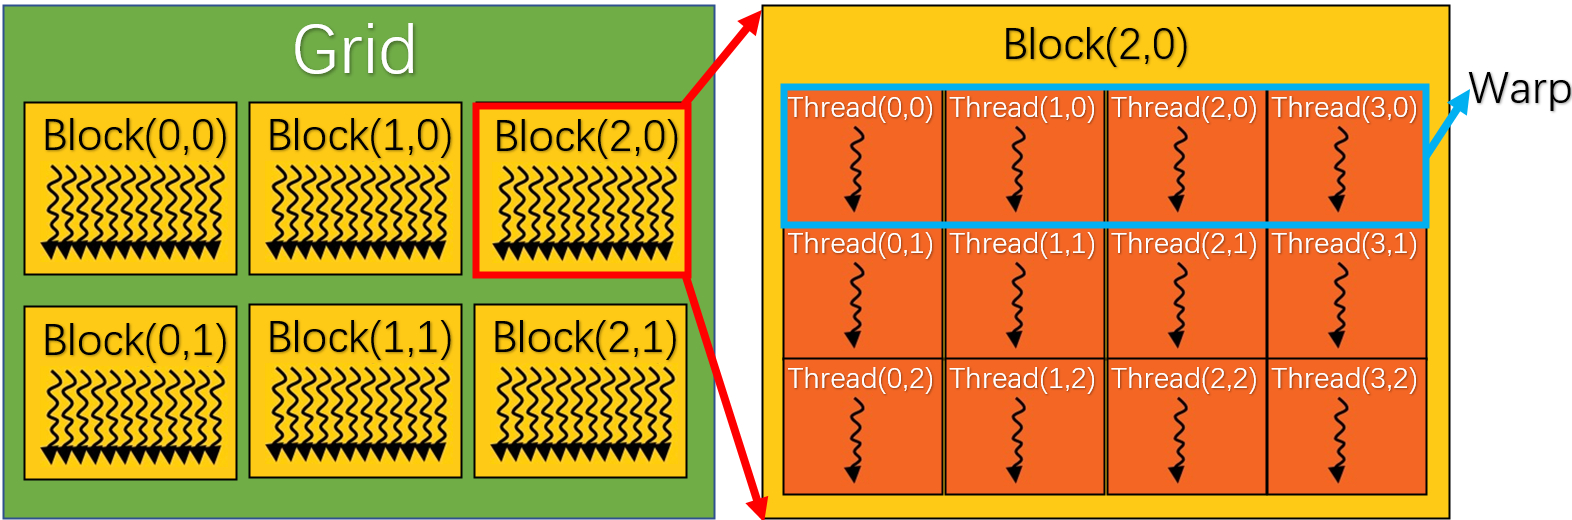 Grid
Block(0,0) Block(1,0) Block(2,0)
Block(0,1) Block(1,1) Block(2,1)
Block(2,0)
Thread(0,0) Thread(1,0) Thread(2,0) Thread(3,0)
Thread(0,1) Thread(1,1) Thread(2,1) Thread(3,1)
Thread(0,2) Thread(1,2) Thread(2,2) Thread(3,2)
Warp